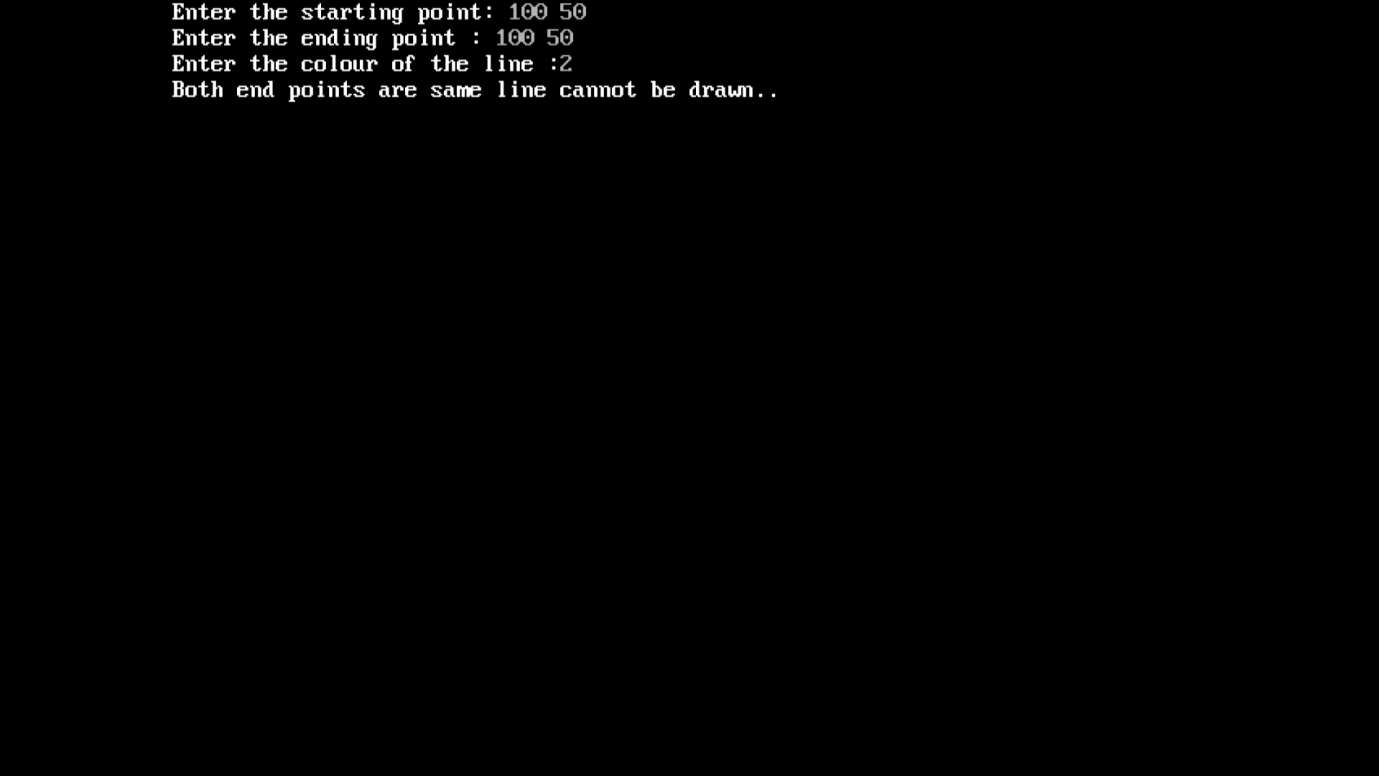 Enter the starting point: 100 50
Enter the ending point : 100 50
Enter the colour of the line :2
Both end points are same line cannot be drawn..